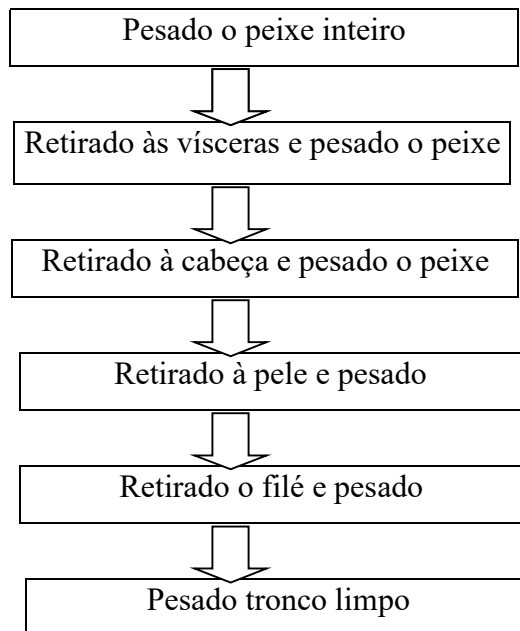 Pesado o peixe inteiro
Retirado às vísceras e pesado o peixe
Retirado à cabeça e pesado o peixe
Retirado à pele e pesado
Retirado o filé e pesado
Pesado tronco limpo